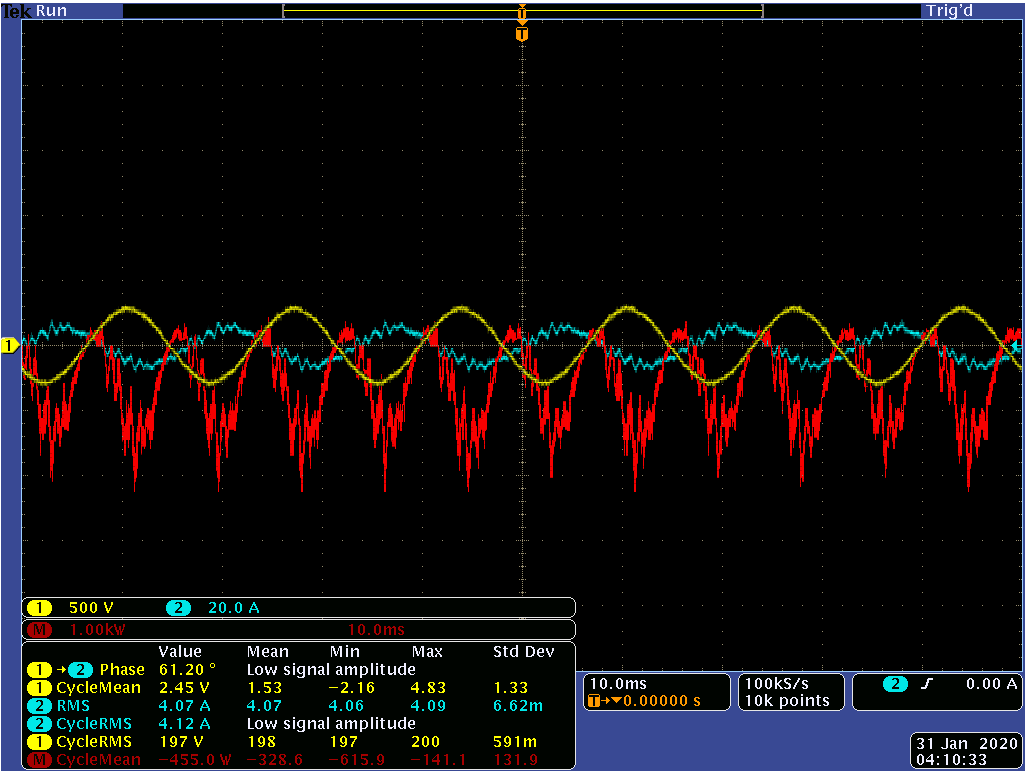 Tek Run Trig'd
T
T
1
1 500 V 2 20.0 A
M 1.00kW 10.0ms
Value Mean Min Max Std Dev
1 →2 Phase 61.20 ° Low signal amplitude
1 CycleMean 2.45 V 1.53 −2.16 4.83 1.33
2 RMS 4.07 A 4.07 4.06 4.09 6.62m
2 CycleRMS 4.12 A Low signal amplitude
1 CycleRMS 197 V 198 197 200 591m
M CycleMean −455.0 W −328.6 −615.9 −141.1 131.9
10.0ms
T→▼0.00000 s
100kS/s
10k points
2 0.00 A
31 Jan 2020
04:10:33